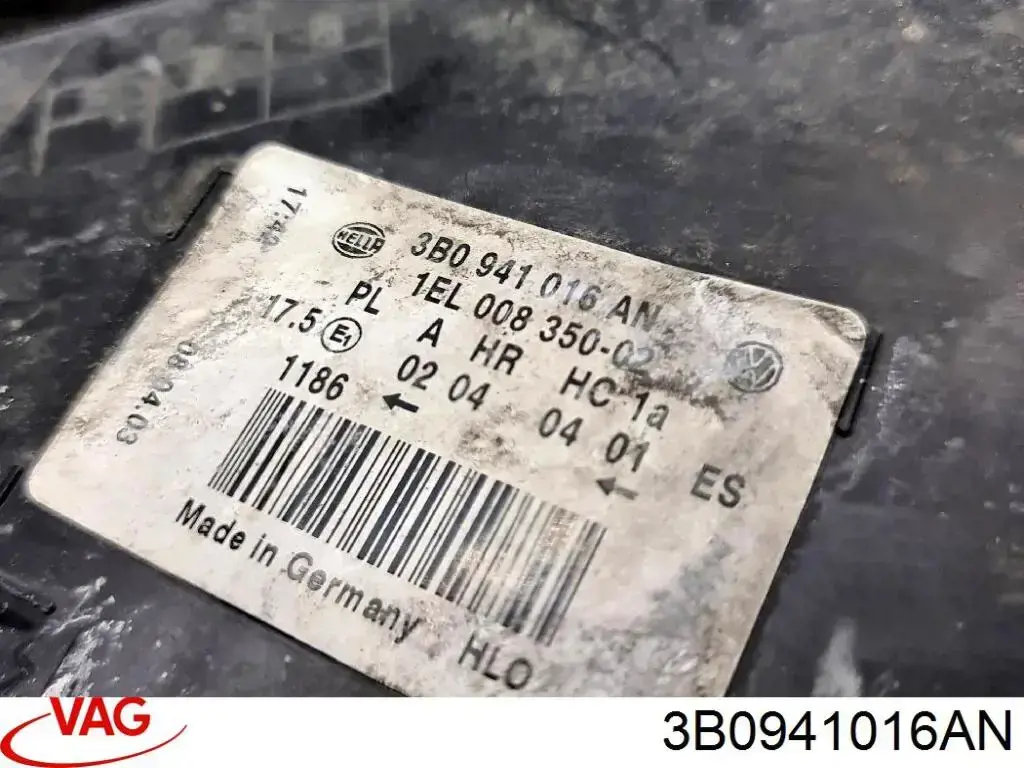 17:49
HELLA
3B0 941 016 AN
1EL 008 350-02
PL A HR HC 1a
17.5 E1 02 04 04 01
1186
ES
08.04.03
Made in Germany
HLO
VAG
3B0941016AN